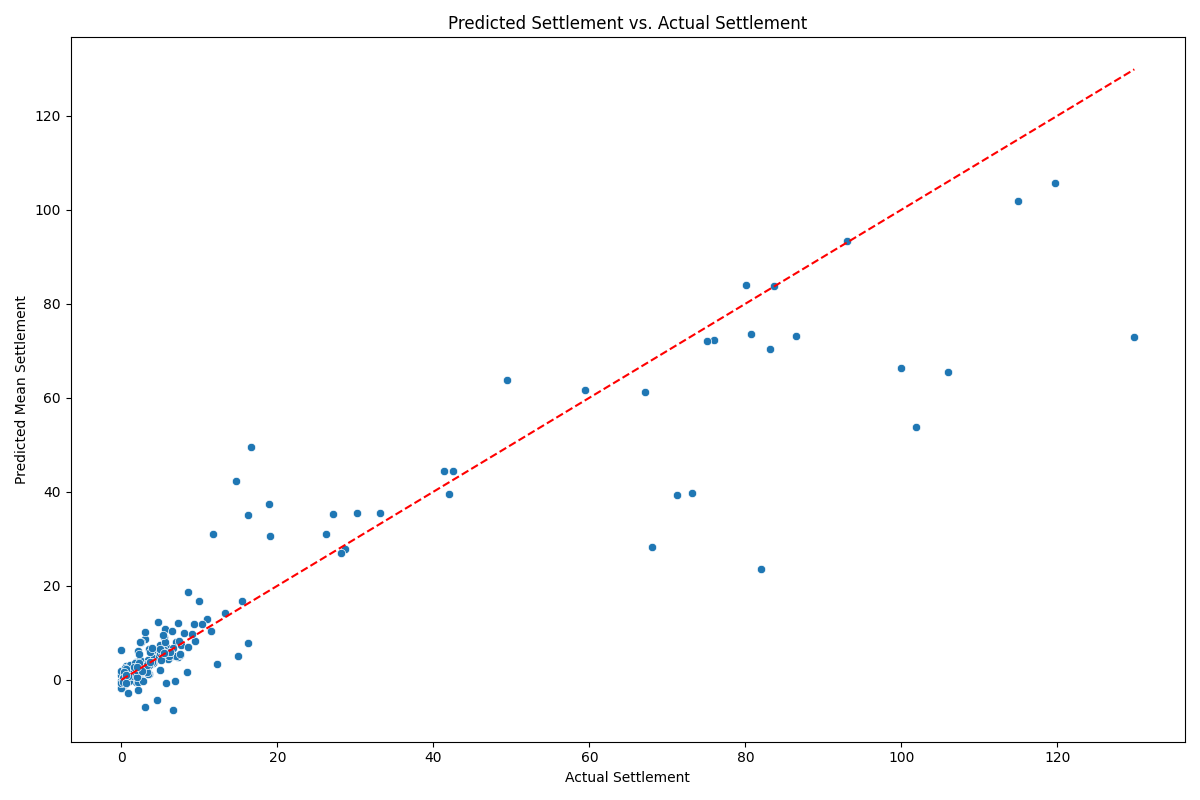 Predicted Settlement vs. Actual Settlement
Predicted Mean Settlement
120
100
80
60
40
20
0
0 20 40 60 80 100 120
Actual Settlement